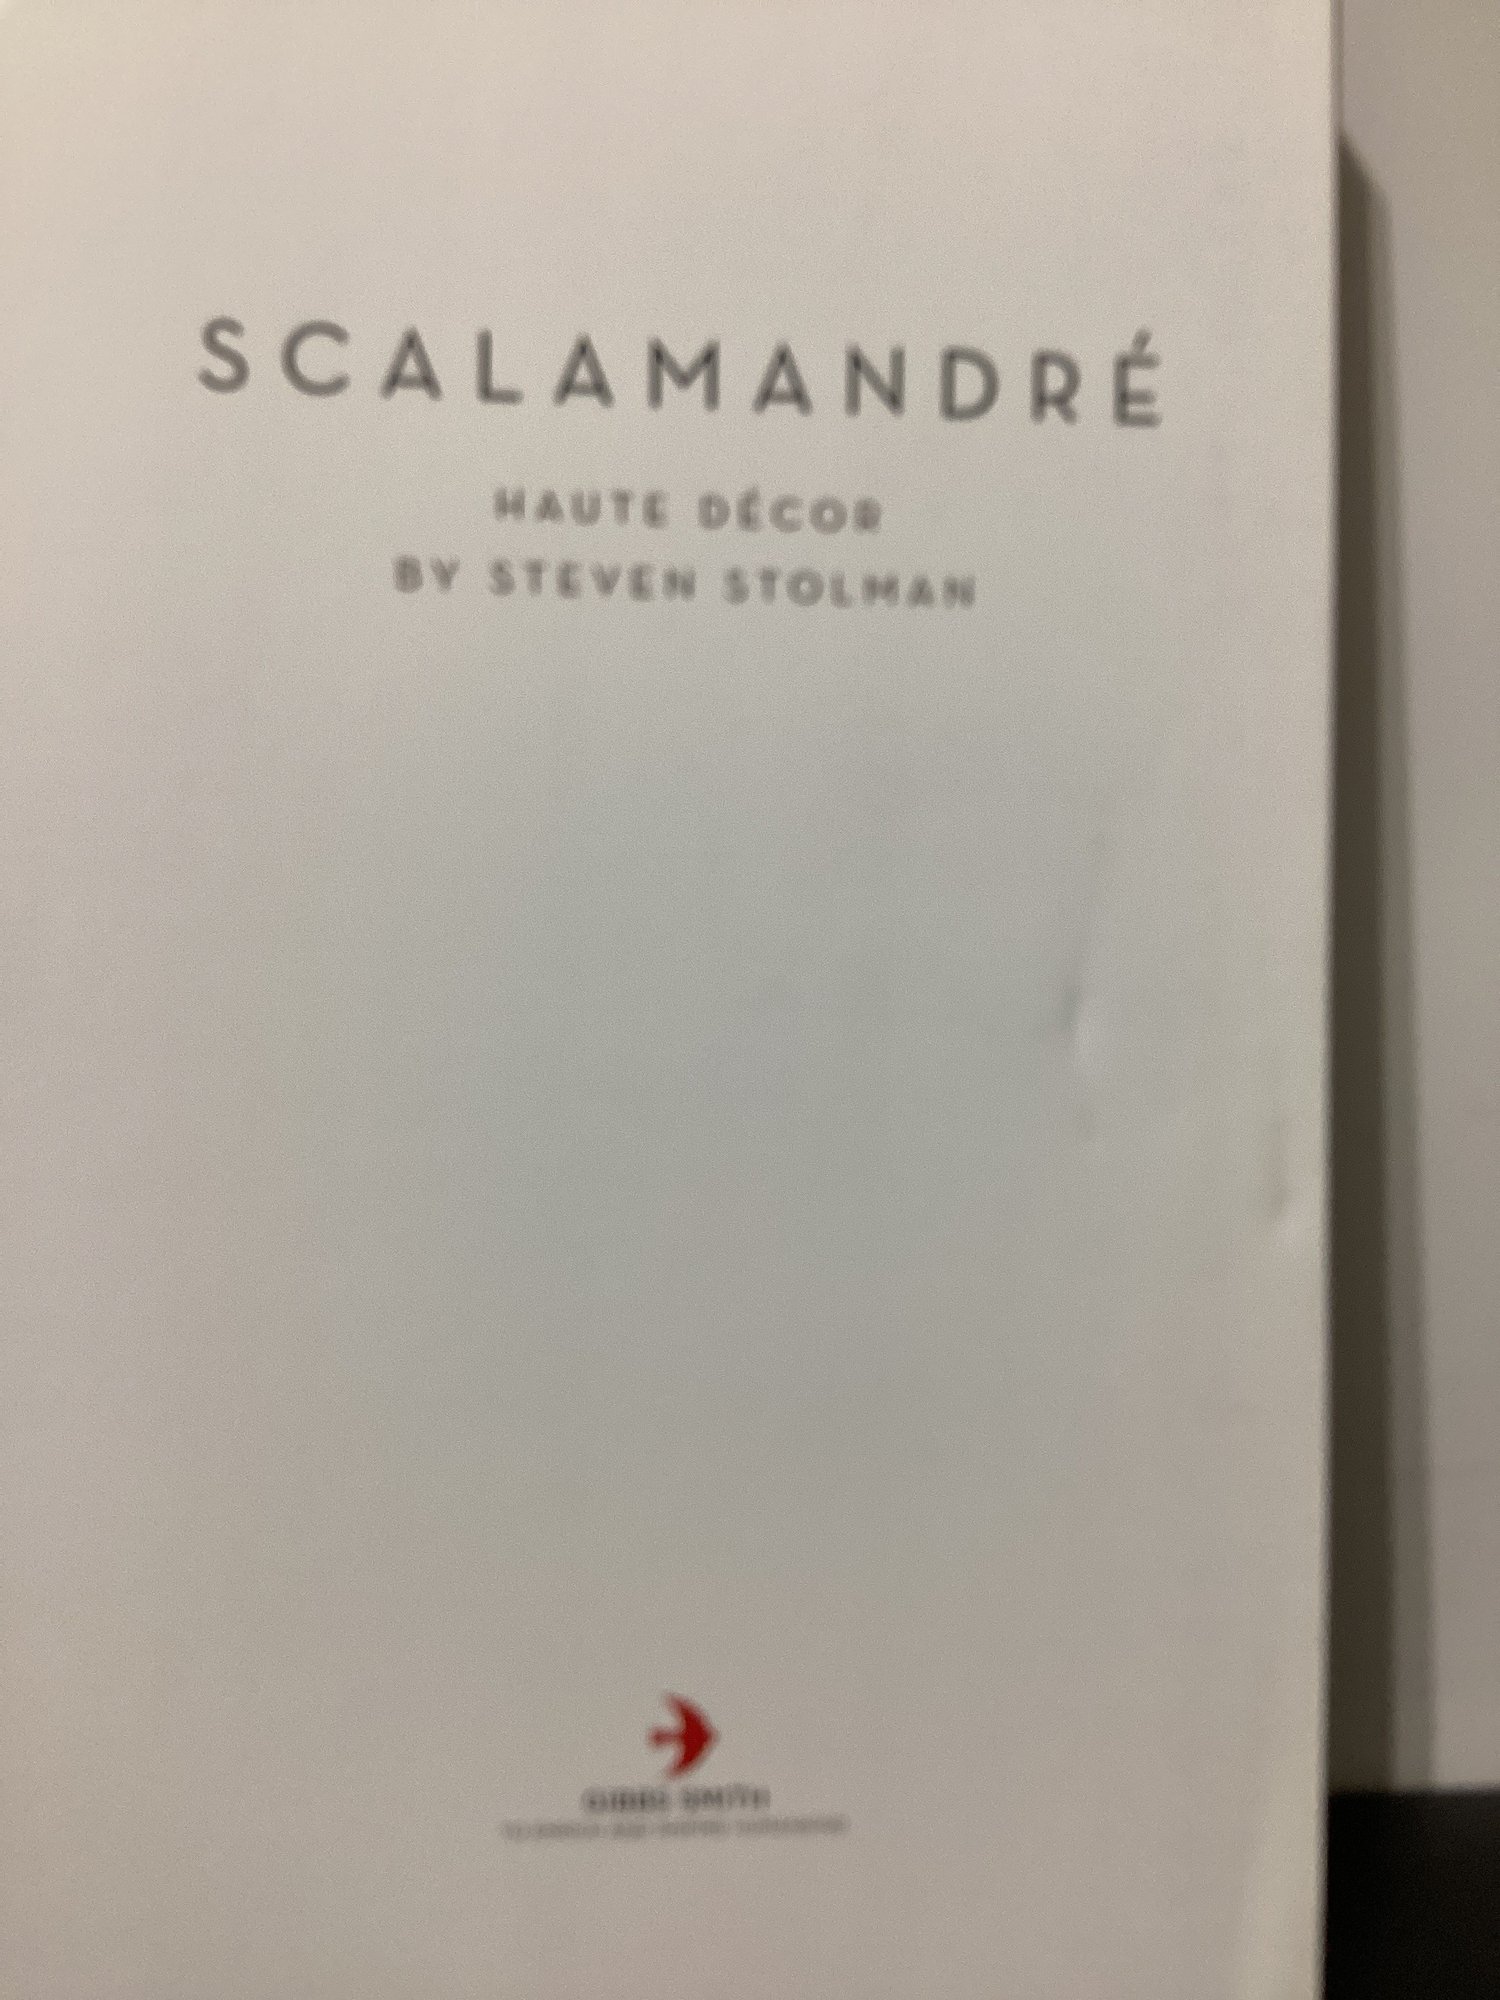 SCALAMANDRÉ
HAUTE DÉCOR
BY STEVEN STOLMAN
GIBBS SMITH